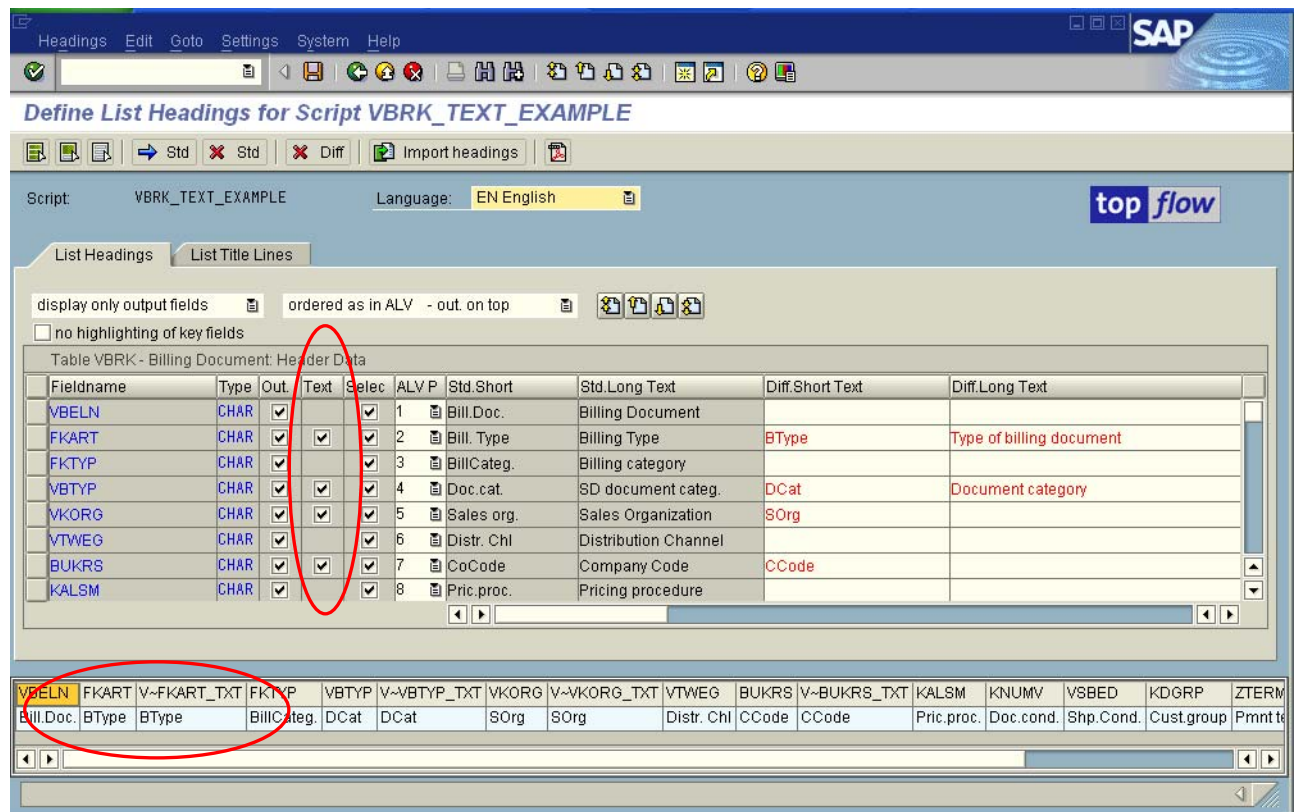 Headings Edit Goto Settings System Help
SAP
Define List Headings for Script VBRK_TEXT_EXAMPLE
Std Std Diff Import headings
Script: VBRK_TEXT_EXAMPLE Language: EN English
top flow
List Headings List Title Lines
display only output fields ordered as in ALV - out. on top
no highlighting of key fields
Table VBRK - Billing Document: Header Data
Fieldname Type Out. Text Selec ALV P Std.Short Std.Long Text Diff.Short Text Diff.Long Text
VBELN CHAR 1 Bill.Doc. Billing Document
FKART CHAR 2 Bill. Type Billing Type BType Type of billing document
FKTYP CHAR 3 BillCateg. Billing category
VBTYP CHAR 4 Doc.cat. SD document categ. DCat Document category
VKORG CHAR 5 Sales org. Sales Organization SOrg
VTWEG CHAR 6 Distr. Chl Distribution Channel
BUKRS CHAR 7 CoCode Company Code CCode
KALSM CHAR 8 Pric.proc. Pricing procedure
VBELN FKART V~FKART_TXT FKTYP VBTYP V~VBTYP_TXT VKORG V~VKORG_TXT VTWEG BUKRS V~BUKRS_TXT KALSM KNUMV VSBED KDGRP ZTERM
Bill.Doc. BType BType BillCateg. DCat DCat SOrg SOrg Distr. Chl CCode CCode Pric.proc. Doc.cond. Shp.Cond. Cust.group Pmnt te